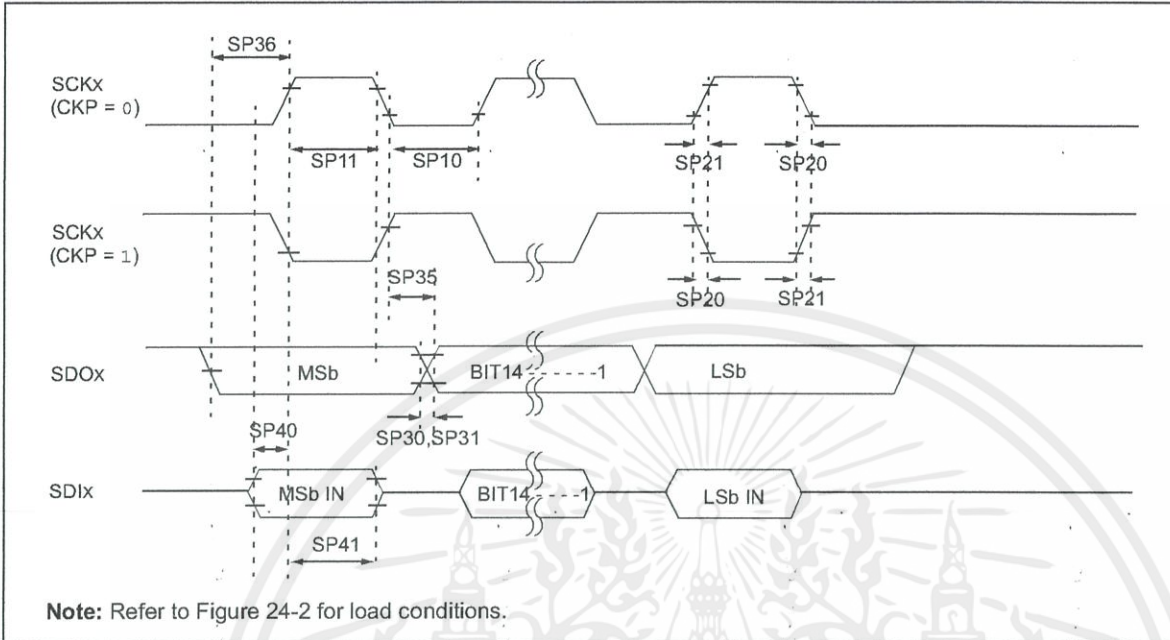 SP36
SCKx
(CKP = 0)
SP11
SP10
SP21
SP20
SCKx
(CKP = 1)
SP35
SP20
SP21
SDOx
MSb
BIT14 - - - - - -1
LSb
SP40
SP30,SP31
SDIx
MSb IN
BIT14 - - - -1
LSb IN
SP41
Note: Refer to Figure 24-2 for load conditions.